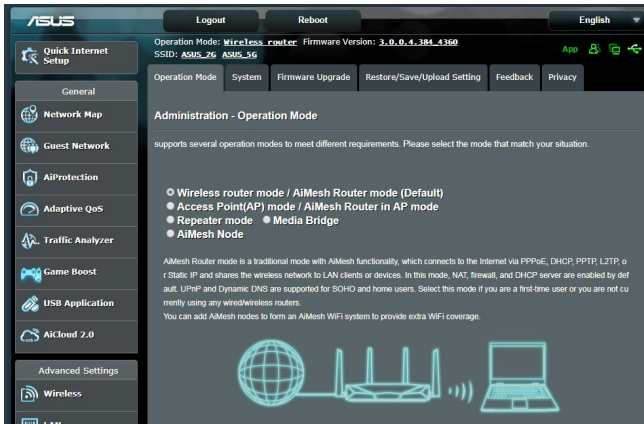 ASUS
Logout
Reboot
English
Quick Internet
Setup
Operation Mode: Wireless router Firmware Version: 3.0.0.4.384_4360
SSID: ASUS_2G ASUS_5G
App
Operation Mode
System
Firmware Upgrade
Restore/Save/Upload Setting
Feedback
Privacy
General
Network Map
Guest Network
AiProtection
Adaptive QoS
Traffic Analyzer
Game Boost
USB Application
AiCloud 2.0
Advanced Settings
Wireless
LAN
Administration - Operation Mode
supports several operation modes to meet different requirements. Please select the mode that match your situation.
Wireless router mode / AiMesh Router mode (Default)
Access Point(AP) mode / AiMesh Router in AP mode
Repeater mode Media Bridge
AiMesh Node
AiMesh Router mode is a traditional mode with AiMesh functionality, which connects to the Internet via PPPoE, DHCP, PPTP, L2TP, o
r Static IP and shares the wireless network to LAN clients or devices. In this mode, NAT, firewall, and DHCP server are enabled by def
ault. UPnP and Dynamic DNS are supported for SOHO and home users. Select this mode if you are a first-time user or you are not cu
rrently using any wired/wireless routers.
You can add AiMesh nodes to form an AiMesh WiFi system to provide extra WiFi coverage.